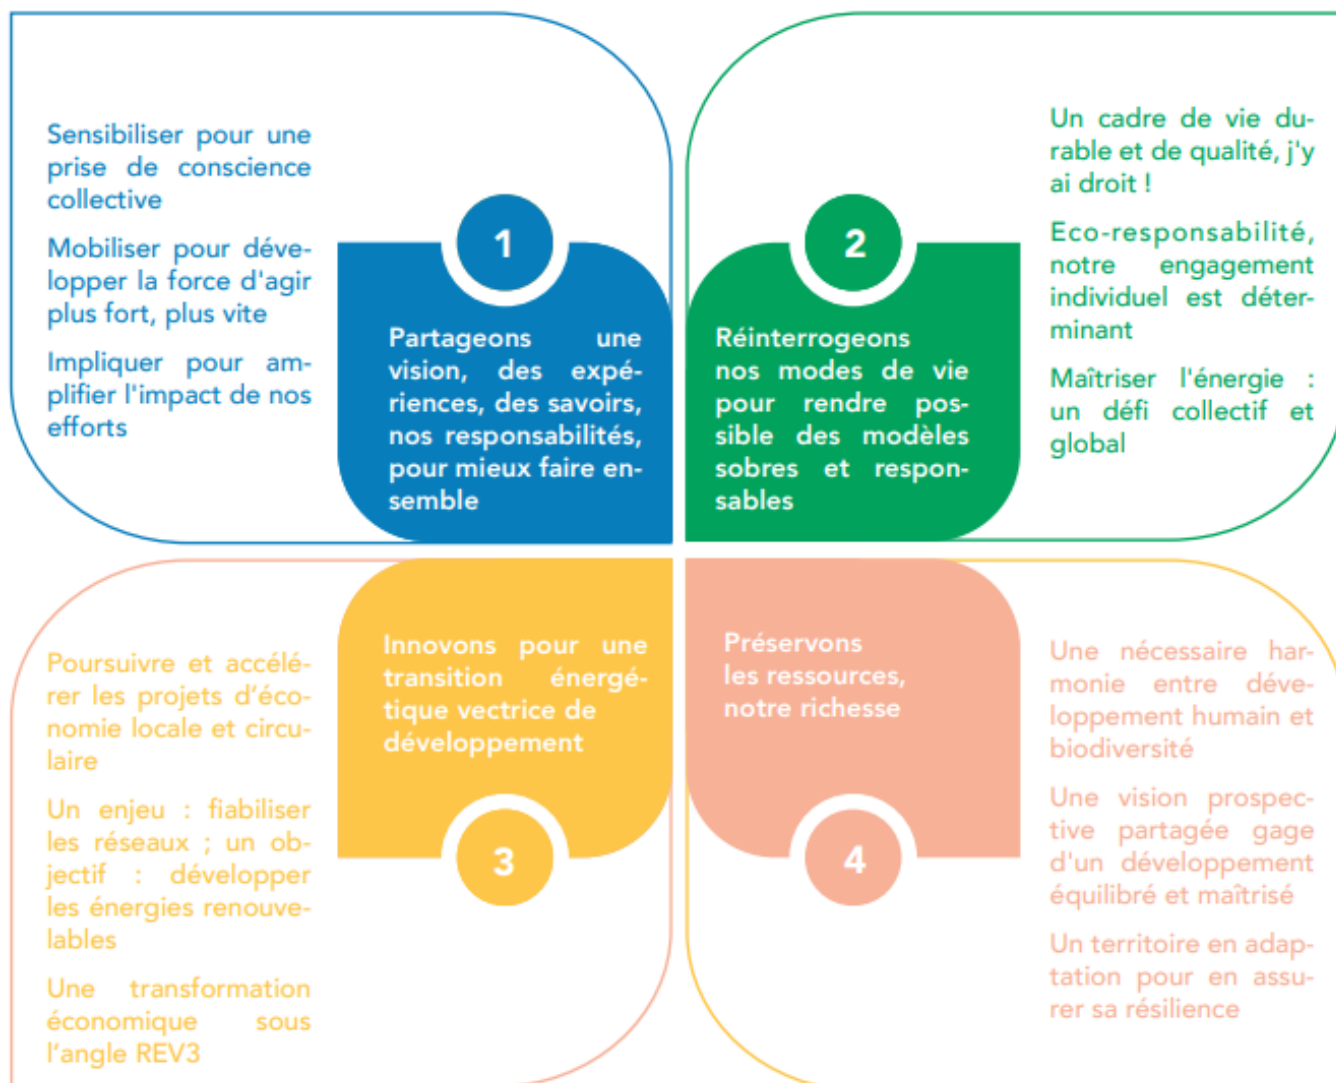 Sensibiliser pour une
prise de conscience
collective
Mobiliser pour déve-
lopper la force d'agir
plus fort, plus vite
Impliquer pour am-
plifier l'impact de nos
efforts
1
Partageons une
vision, des expé-
riences, des savoirs,
nos responsabilités,
pour mieux faire en-
semble
2
Réinterrogeons
nos modes de vie
pour rendre pos-
sible des modèles
sobres et respon-
sables
Un cadre de vie du-
rable et de qualité, j'y
ai droit !
Eco-responsabilité,
notre engagement
individuel est déter-
minant
Maîtriser l'énergie :
un défi collectif et
global
Poursuivre et accélé-
rer les projets d’éco-
nomie locale et circu-
laire
Un enjeu : fiabiliser
les réseaux ; un ob-
jectif : développer
les énergies renouve-
lables
Une transformation
économique sous
l’angle REV3
Innovons pour une
transition énergé-
tique vectrice de
développement
3
Préservons
les ressources,
notre richesse
4
Une nécessaire har-
monie entre déve-
loppement humain et
biodiversité
Une vision prospec-
tive partagée gage
d'un développement
équilibré et maîtrisé
Un territoire en adap-
tation pour en assu-
rer sa résilience